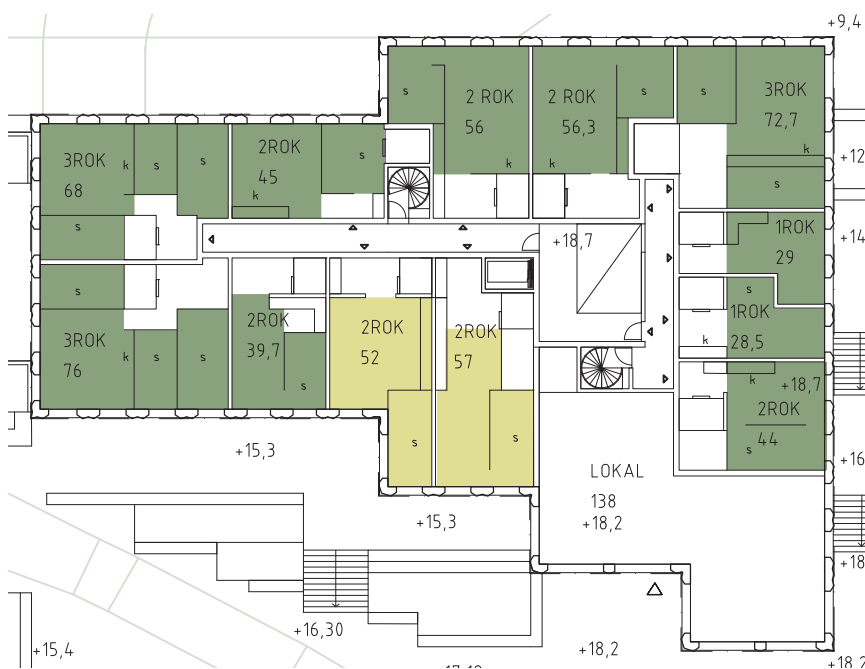 +9,4
2 ROK
56
s
2 ROK
56,3
s
s
3ROK
72,7
k
k
k
s
+12
3ROK
68
k
s
s
s
2ROK
45
k
s
+18,7
1ROK
29
+14
s
3ROK
76
k
s
s
2ROK
39,7
s
2ROK
52
s
2ROK
57
s
s
1ROK
28,5
k
k
+18,7
2ROK
44
s
+15,3
+15,3
LOKAL
138
+18,2
+16
+18
+16,30
+15,4
+18,2
+18,2